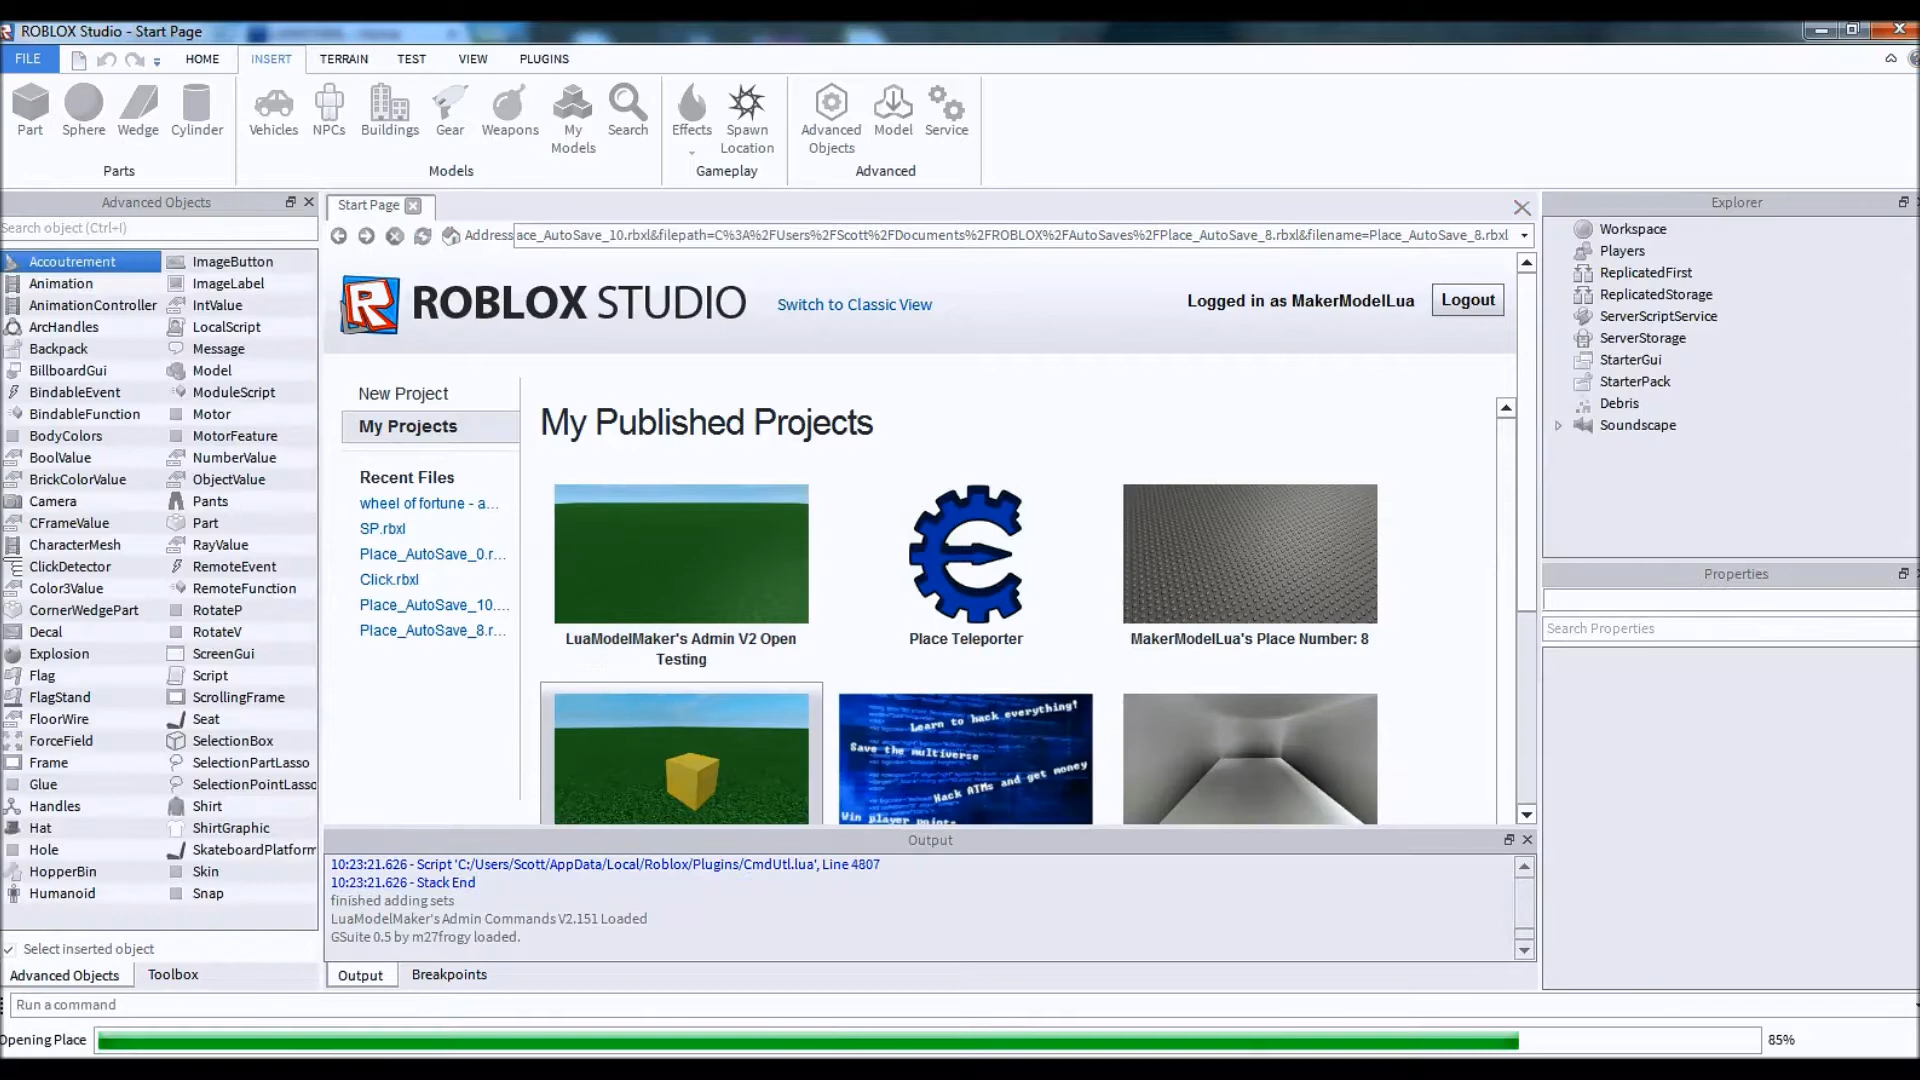 ROBLOX Studio - Start Page
FILE
HOME
INSERT
TERRAIN
TEST
VIEW
PLUGINS
Part
Sphere
Wedge
Cylinder
Parts
Vehicles
NPCs
Buildings
Gear
Weapons
My
Models
Search
Models
Effects
Spawn
Location
Gameplay
Advanced
Objects
Model
Service
Advanced
Advanced Objects
Search object (Ctrl+I)
Accoutrement
ImageButton
Animation
ImageLabel
AnimationController
IntValue
ArcHandles
LocalScript
Backpack
Message
BillboardGui
Model
BindableEvent
ModuleScript
BindableFunction
Motor
BodyColors
MotorFeature
BoolValue
NumberValue
BrickColorValue
ObjectValue
Camera
Pants
CFrameValue
Part
CharacterMesh
RayValue
ClickDetector
RemoteEvent
Color3Value
RemoteFunction
CornerWedgePart
RotateP
Decal
RotateV
Explosion
ScreenGui
Flag
Script
FlagStand
ScrollingFrame
FloorWire
Seat
ForceField
SelectionBox
Frame
SelectionPartLasso
Glue
SelectionPointLasso
Handles
Shirt
Hat
ShirtGraphic
Hole
SkateboardPlatform
HopperBin
Skin
Humanoid
Snap
Select inserted object
Advanced Objects
Toolbox
Start Page
Address
ace_AutoSave_10.rbxl&filepath=C%3A%2FUsers%2FScott%2FDocuments%2FROBLOX%2FAutoSaves%2FPlace_AutoSave_8.rbxl&filename=Place_AutoSave_8.rbxl
ROBLOX STUDIO
Switch to Classic View
Logged in as MakerModelLua
Logout
New Project
My Projects
Recent Files
wheel of fortune - a...
SP.rbxl
Place_AutoSave_0.r...
Click.rbxl
Place_AutoSave_10....
Place_AutoSave_8.r...
My Published Projects
LuaModelMaker's Admin V2 Open
Testing
Place Teleporter
MakerModelLua's Place Number: 8
Learn to hack everything!
Save the multiverse
Hack ATMs and get money
Win player points
Output
10:23:21.626 - Script 'C:/Users/Scott/AppData/Local/Roblox/Plugins/CmdUtl.lua', Line 4807
10:23:21.626 - Stack End
finished adding sets
LuaModelMaker's Admin Commands V2.151 Loaded
GSuite 0.5 by m27frogy loaded.
Output
Breakpoints
Explorer
Workspace
Players
ReplicatedFirst
ReplicatedStorage
ServerScriptService
ServerStorage
StarterGui
StarterPack
Debris
Soundscape
Properties
Search Properties
Run a command
Opening Place
85%